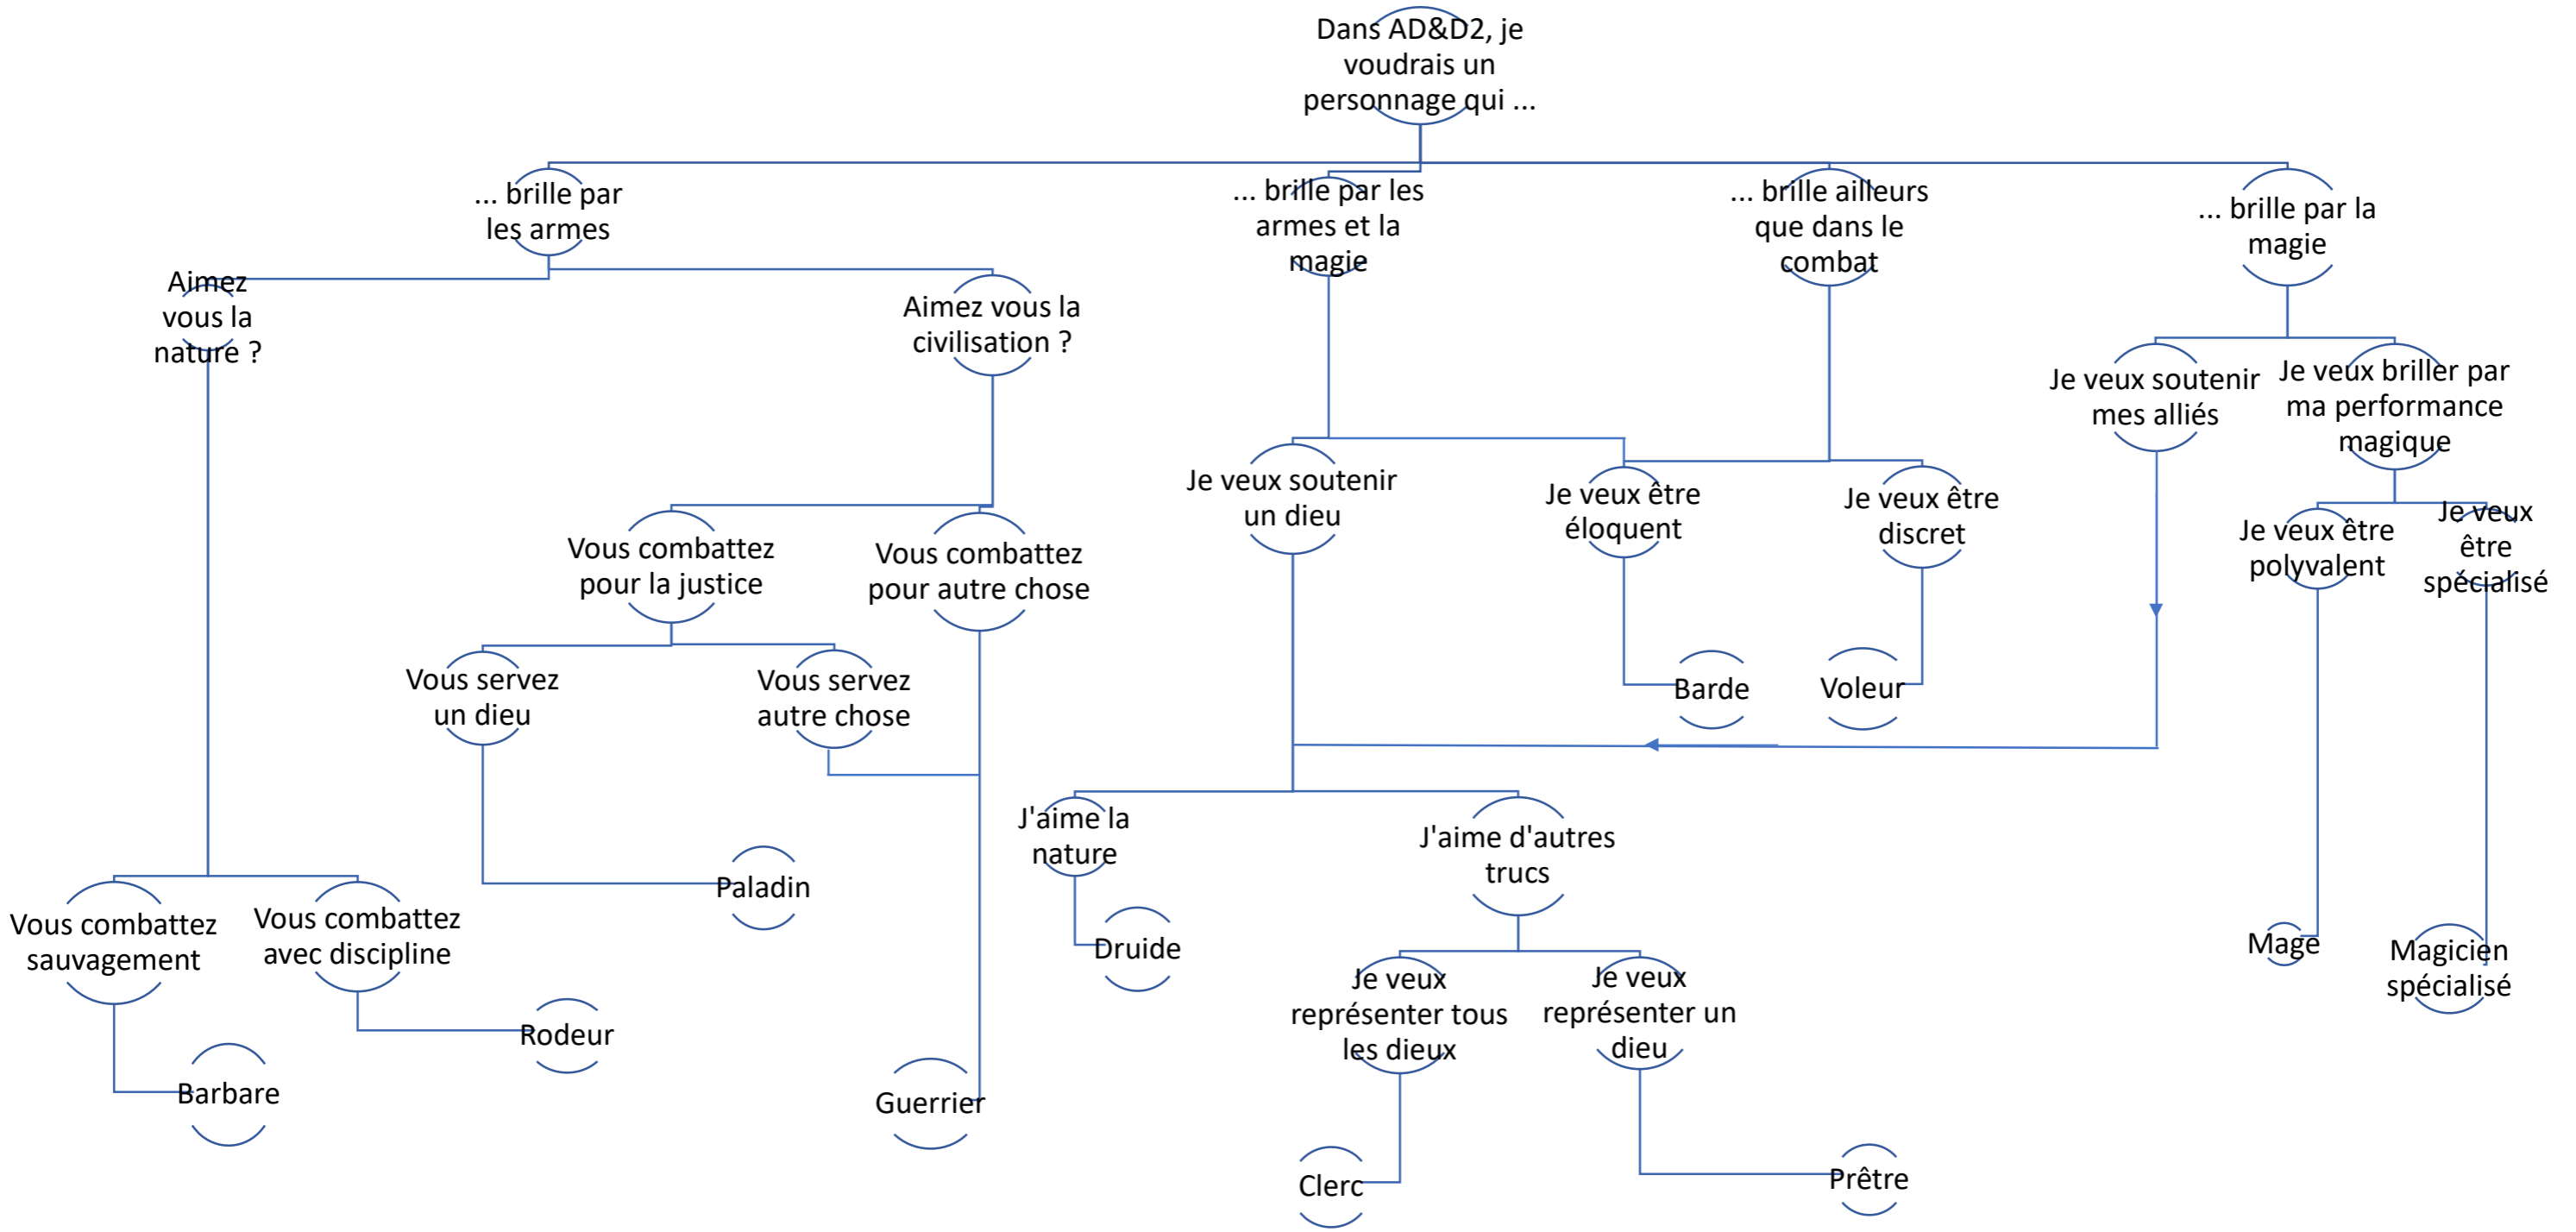 Dans AD&D2, je
voudrais un
personnage qui ...
... brille par
les armes
... brille par les
armes et la
magie
... brille ailleurs
que dans le
combat
... brille par la
magie
Aimez
vous la
nature ?
Aimez vous la
civilisation ?
Je veux soutenir
mes alliés
Je veux briller par
ma performance
magique
Je veux soutenir
un dieu
Je veux être
éloquent
Je veux être
discret
Je veux être
polyvalent
Je veux
être
spécialisé
Vous combattez
pour la justice
Vous combattez
pour autre chose
Vous servez
un dieu
Vous servez
autre chose
Barde
Voleur
J'aime la
nature
J'aime d'autres
trucs
Paladin
Vous combattez
sauvagement
Vous combattez
avec discipline
Druide
Mage
Magicien
spécialisé
Je veux
représenter tous
les dieux
Je veux
représenter un
dieu
Rodeur
Barbare
Guerrier
Clerc
Prêtre